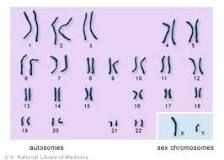 1 2 3 4 5
6 7 8 9 10 11 12
13 14 15 16 17 18
19 20 21 22 X Y
autosomes sex chromosomes
U.S. National Library of Medicine